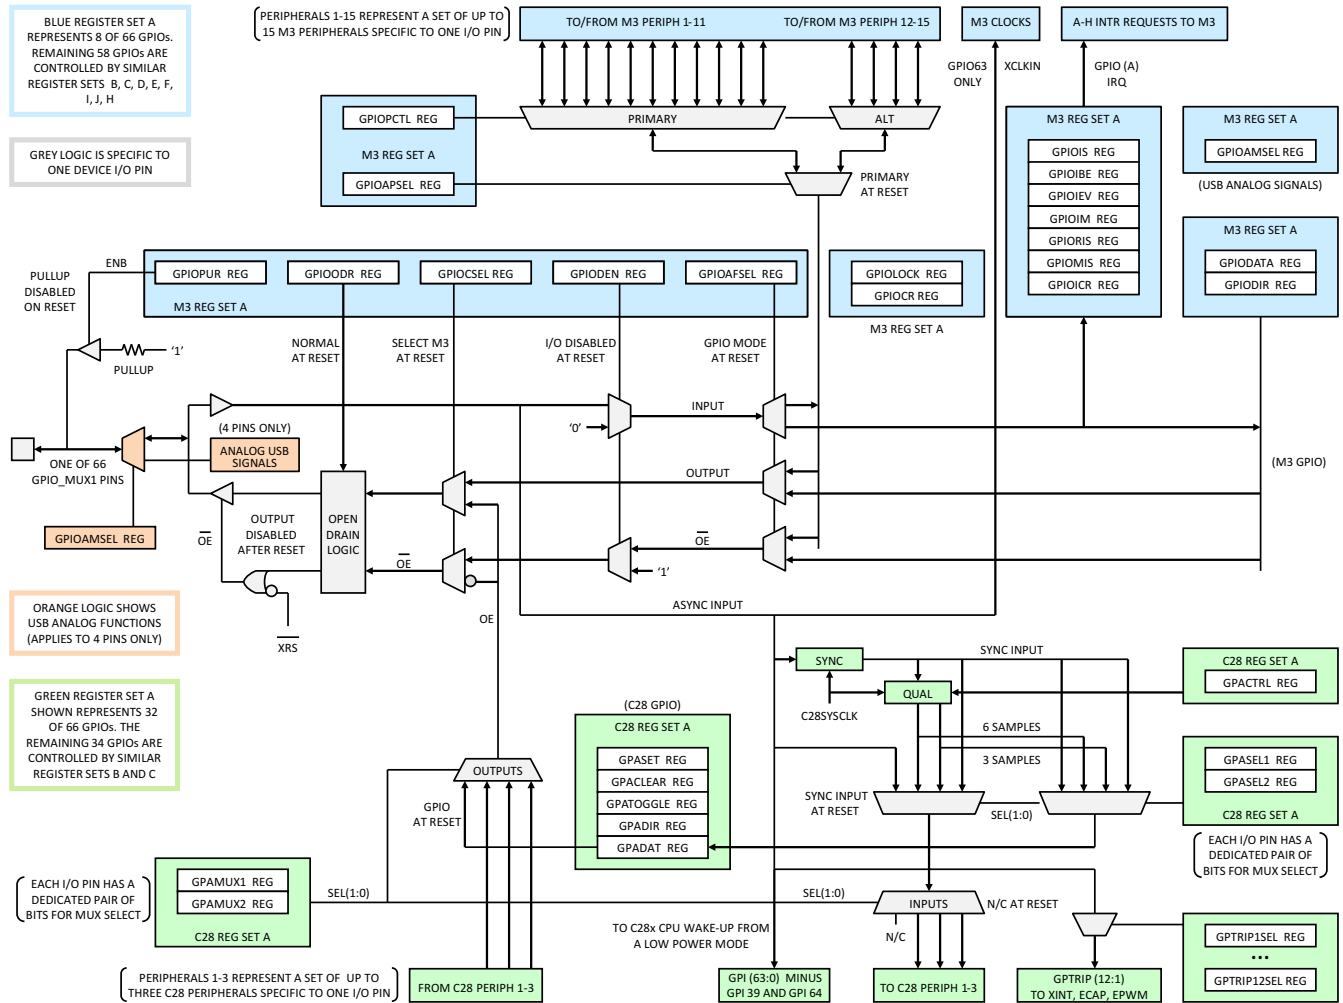 BLUE REGISTER SET A
REPRESENTS 8 OF 66 GPIOs.
REMAINING 58 GPIOs ARE
CONTROLLED BY SIMILAR
REGISTER SETS B, C, D, E, F,
I, J, H
PERIPHERALS 1-15 REPRESENT A SET OF UP TO
15 M3 PERIPHERALS SPECIFIC TO ONE I/O PIN
TO/FROM M3 PERIPH 1-11
TO/FROM M3 PERIPH 12-15
M3 CLOCKS
A-H INTR REQUESTS TO M3
GPIO63
ONLY
XCLKIN
GPIO (A)
IRQ
GREY LOGIC IS SPECIFIC TO
ONE DEVICE I/O PIN
GPIOPCTL REG
M3 REG SET A
GPIOAPSEL REG
PRIMARY
ALT
PRIMARY
AT RESET
M3 REG SET A
GPIOIS REG
GPIOIBE REG
GPIOIEV REG
GPIOIM REG
GPIORIS REG
GPIOMIS REG
GPIOICR REG
M3 REG SET A
GPIOAMSEL REG
(USB ANALOG SIGNALS)
M3 REG SET A
GPIODATA REG
GPIODIR REG
PULLUP
DISABLED
ON RESET
ENB
GPIOPUR REG
GPIOODR REG
GPIOCSEL REG
GPIODEN REG
GPIOAFSEL REG
M3 REG SET A
GPIOLOCK REG
GPIOCR REG
M3 REG SET A
NORMAL
AT RESET
SELECT M3
AT RESET
I/O DISABLED
AT RESET
GPIO MODE
AT RESET
‘1’
PULLUP
INPUT
‘0’
(4 PINS ONLY)
ANALOG USB
SIGNALS
ONE OF 66
GPIO_MUX1 PINS
OUTPUT
(M3 GPIO)
GPIOAMSEL REG
OE
OUTPUT
DISABLED
AFTER RESET
OPEN
DRAIN
LOGIC
OE
OE
‘1’
OE
XRS
ASYNC INPUT
ORANGE LOGIC SHOWS
USB ANALOG FUNCTIONS
(APPLIES TO 4 PINS ONLY)
SYNC
SYNC INPUT
QUAL
C28SYSCLK
C28 REG SET A
GPACTRL REG
GREEN REGISTER SET A
SHOWN REPRESENTS 32
OF 66 GPIOs. THE
REMAINING 34 GPIOs ARE
CONTROLLED BY SIMILAR
REGISTER SETS B AND C
(C28 GPIO)
C28 REG SET A
GPASET REG
GPACLEAR REG
GPATOGGLE REG
GPADIR REG
GPADAT REG
6 SAMPLES
3 SAMPLES
GPASEL1 REG
GPASEL2 REG
C28 REG SET A
OUTPUTS
GPIO
AT RESET
SYNC INPUT
AT RESET
SEL(1:0)
EACH I/O PIN HAS A
DEDICATED PAIR OF
BITS FOR MUX SELECT
EACH I/O PIN HAS A
DEDICATED PAIR OF
BITS FOR MUX SELECT
GPAMUX1 REG
GPAMUX2 REG
C28 REG SET A
SEL(1:0)
SEL(1:0)
INPUTS
N/C AT RESET
N/C
TO C28x CPU WAKE-UP FROM
A LOW POWER MODE
GPTRIP1SEL REG
...
GPTRIP12SEL REG
PERIPHERALS 1-3 REPRESENT A SET OF UP TO
THREE C28 PERIPHERALS SPECIFIC TO ONE I/O PIN
FROM C28 PERIPH 1-3
GPI (63:0) MINUS
GPI 39 AND GPI 64
TO C28 PERIPH 1-3
GPTRIP (12:1)
TO XINT, ECAP, EPWM